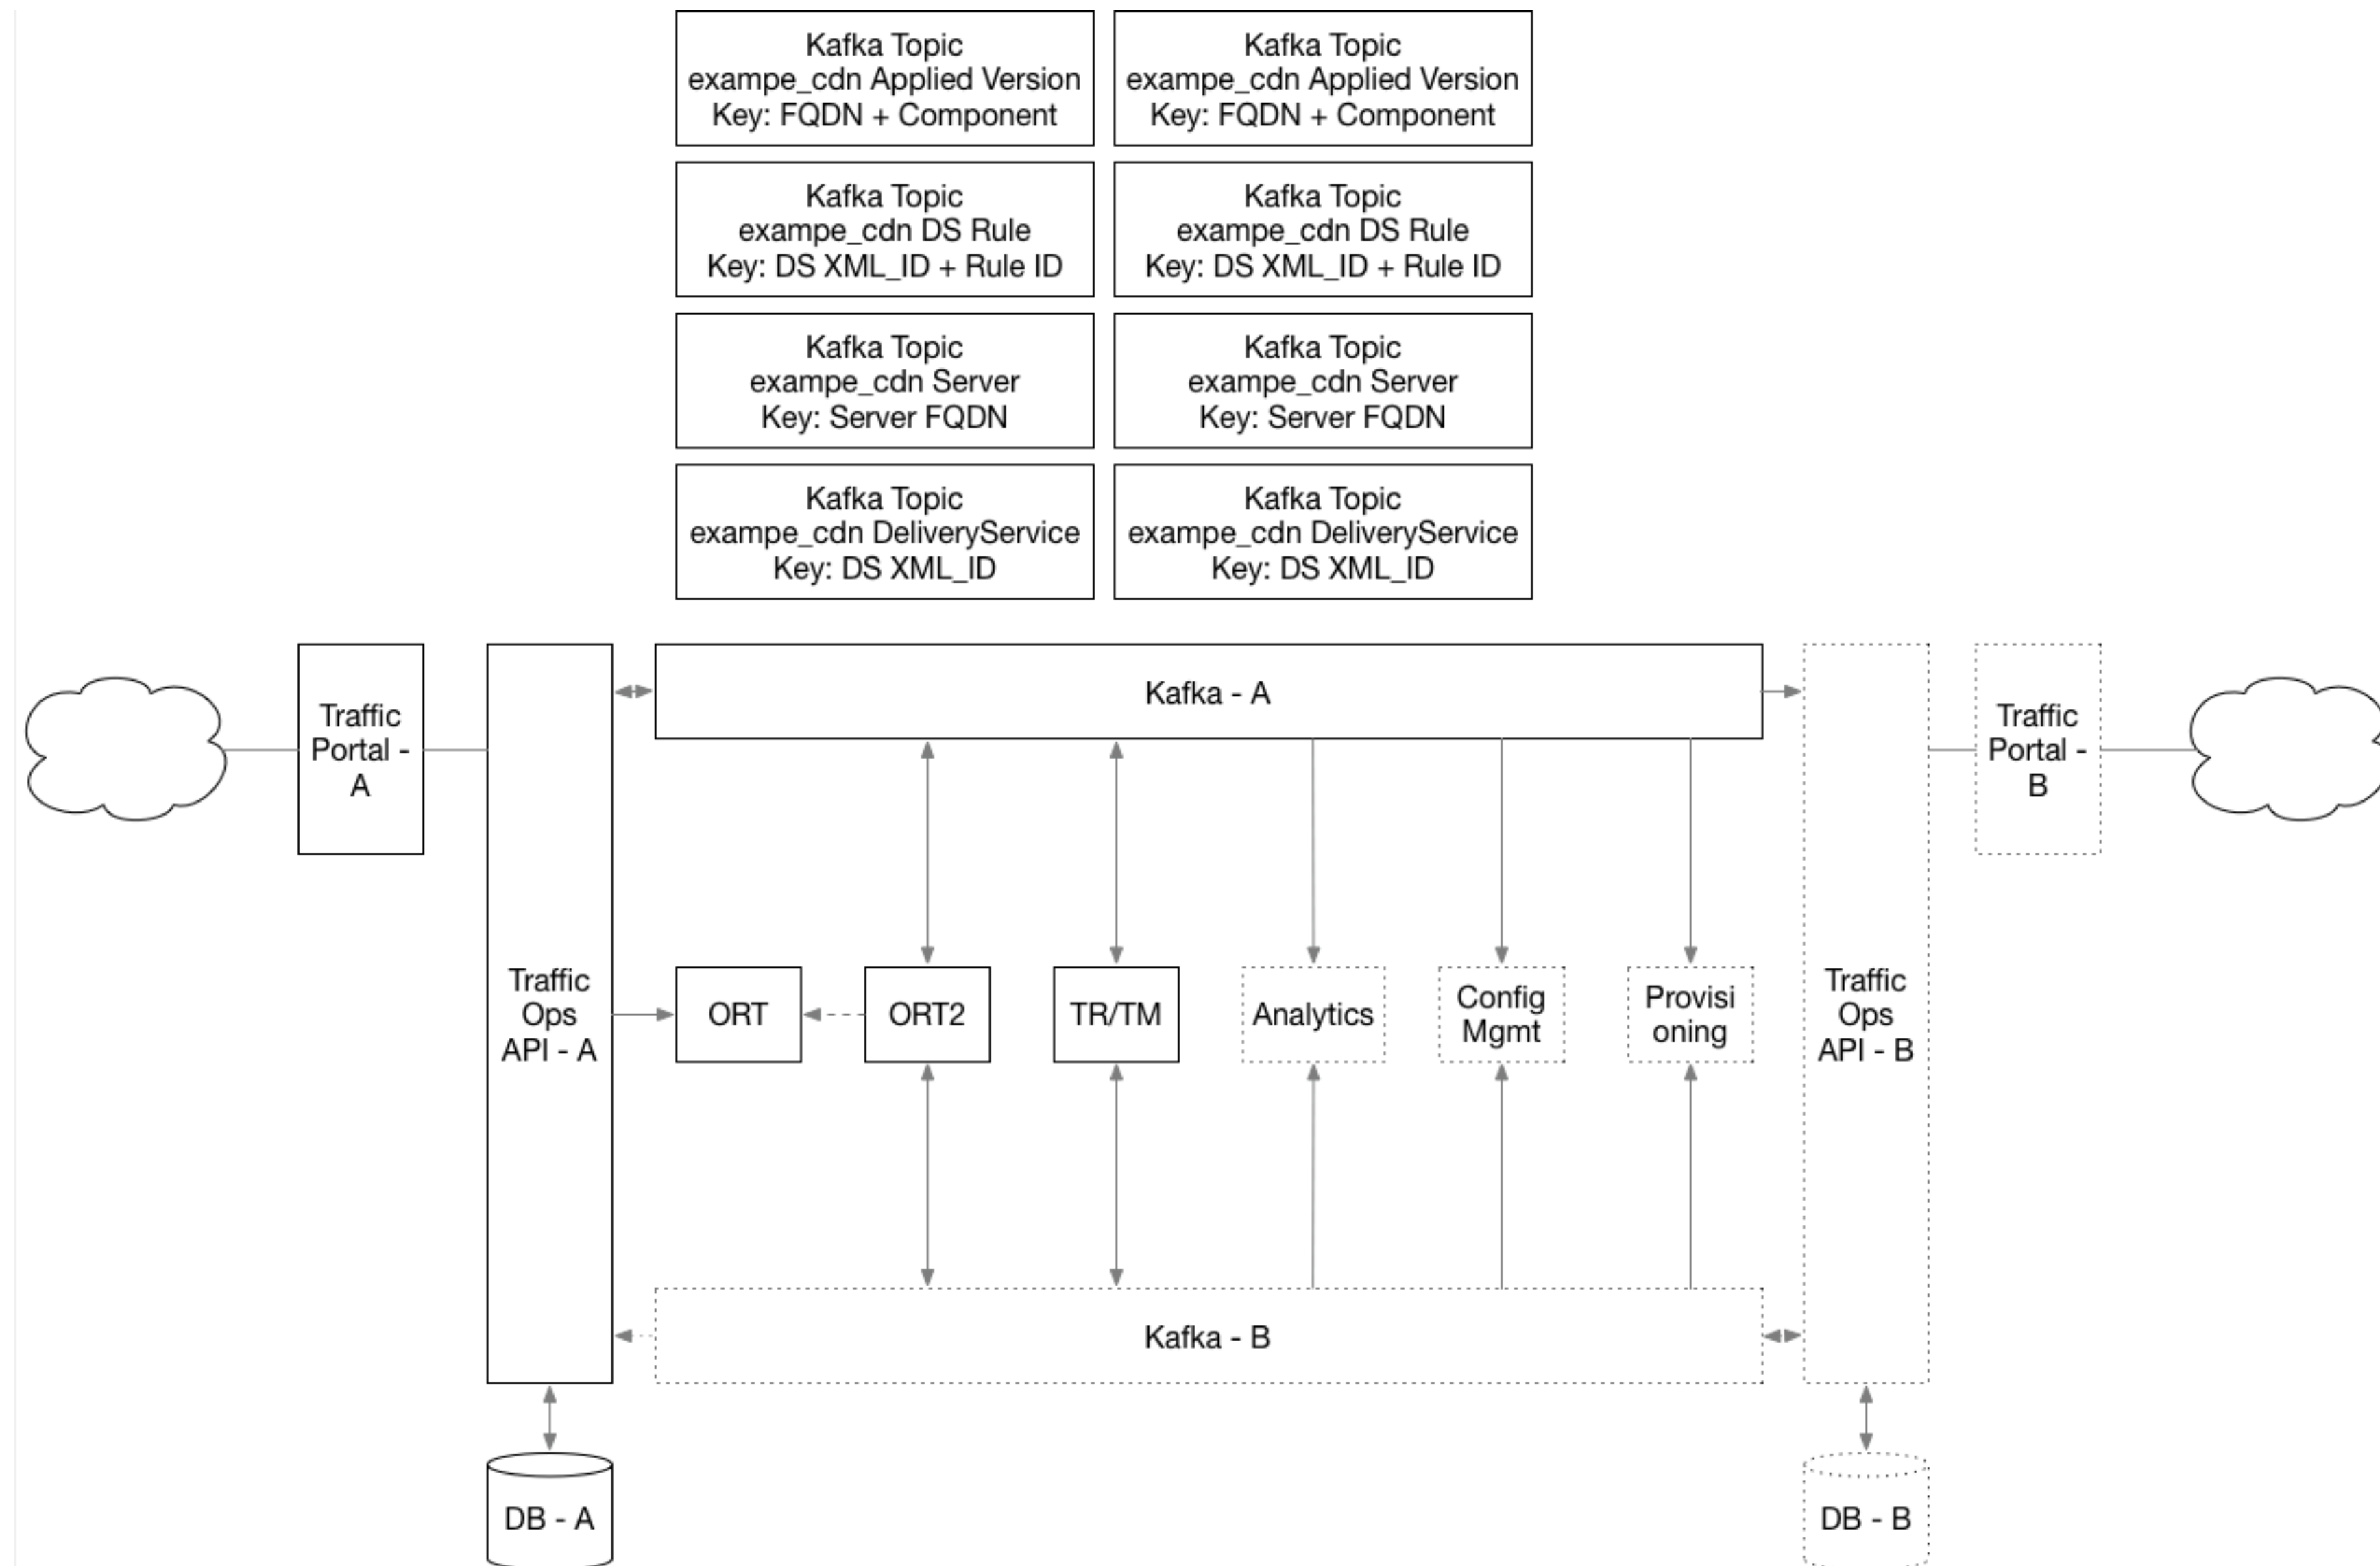 Kafka Topic
exampe_cdn Applied Version
Key: FQDN + Component
Kafka Topic
exampe_cdn Applied Version
Key: FQDN + Component
Kafka Topic
exampe_cdn DS Rule
Key: DS XML_ID + Rule ID
Kafka Topic
exampe_cdn DS Rule
Key: DS XML_ID + Rule ID
Kafka Topic
exampe_cdn Server
Key: Server FQDN
Kafka Topic
exampe_cdn Server
Key: Server FQDN
Kafka Topic
exampe_cdn DeliveryService
Key: DS XML_ID
Kafka Topic
exampe_cdn DeliveryService
Key: DS XML_ID
Traffic
Portal -
A
Kafka - A
Traffic
Portal -
B
Traffic
Ops
API - A
ORT
ORT2
TR/TM
Analytics
Config
Mgmt
Provisi
oning
Traffic
Ops
API - B
Kafka - B
DB - A
DB - B